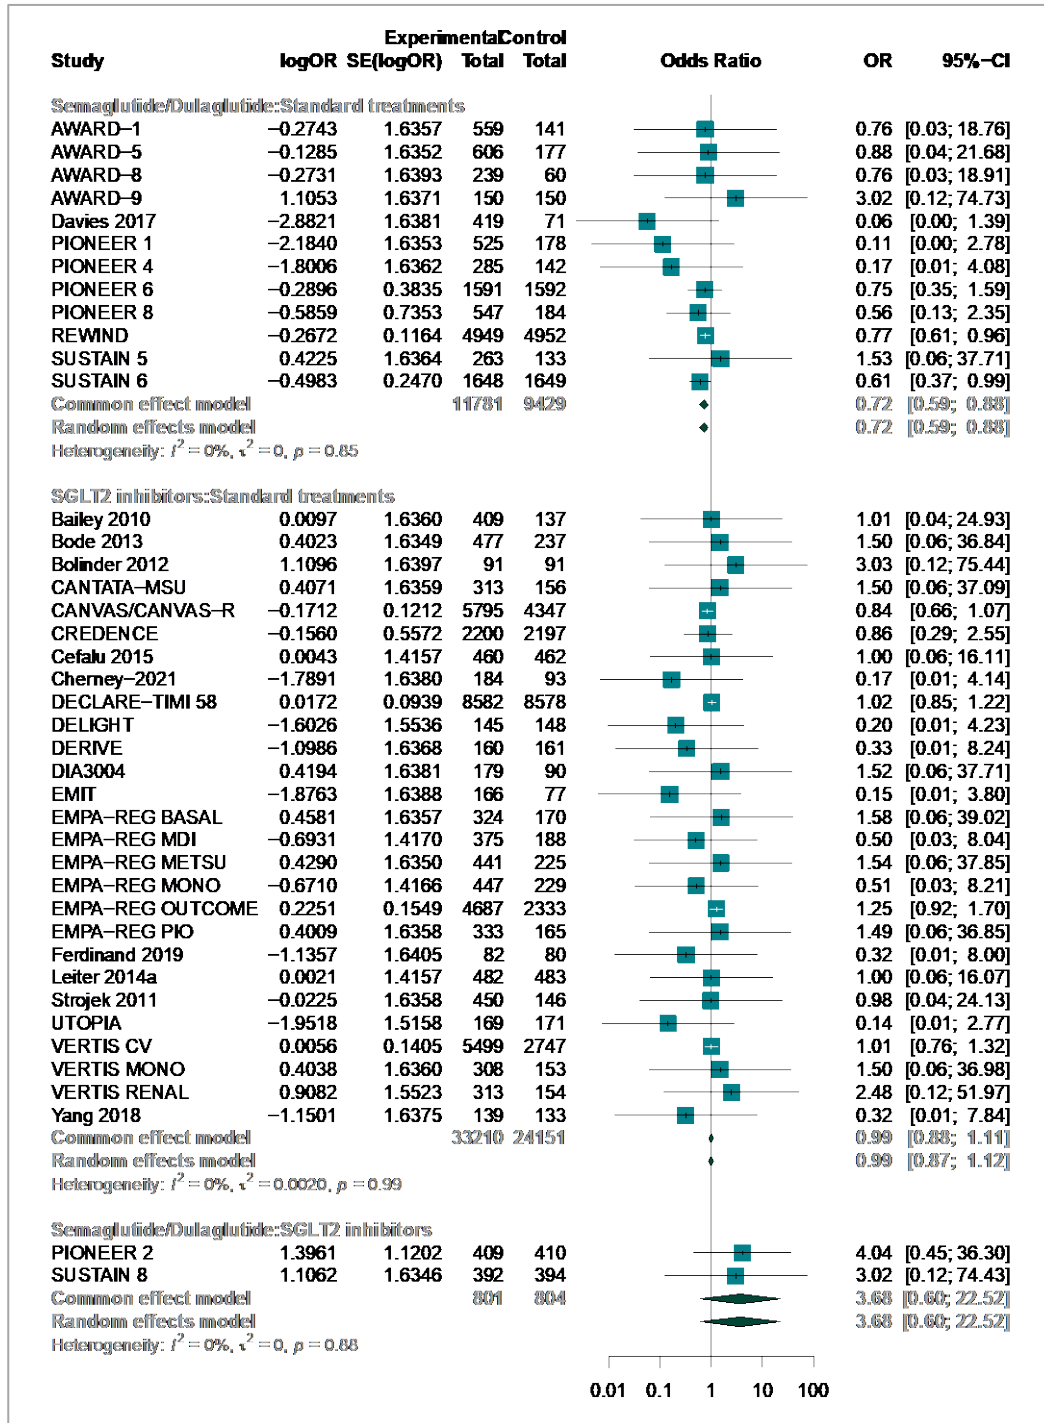 Experimental Control
Study logOR SE(logOR) Total Total Odds Ratio OR 95%−CI
Semaglutide/Dulaglutide:Standard treatments
AWARD−1 −0.2743 1.6357 559 141 0.76 [0.03; 18.76]
AWARD−5 −0.1285 1.6352 606 177 0.88 [0.04; 21.68]
AWARD−8 −0.2731 1.6393 239 60 0.76 [0.03; 18.91]
AWARD−9 1.1053 1.6371 150 150 3.02 [0.12; 74.73]
Davies 2017 −2.8821 1.6381 419 71 0.06 [0.00; 1.39]
PIONEER 1 −2.1840 1.6353 525 178 0.11 [0.00; 2.78]
PIONEER 4 −1.8006 1.6362 285 142 0.17 [0.01; 4.08]
PIONEER 6 −0.2896 0.3835 1591 1592 0.75 [0.35; 1.59]
PIONEER 8 −0.5859 0.7353 547 184 0.56 [0.13; 2.35]
REWIND −0.2672 0.1164 4949 4952 0.77 [0.61; 0.96]
SUSTAIN 5 0.4225 1.6364 263 133 1.53 [0.06; 37.71]
SUSTAIN 6 −0.4983 0.2470 1648 1649 0.61 [0.37; 0.99]
Common effect model 11781 9429 0.72 [0.59; 0.88]
Random effects model 0.72 [0.59; 0.88]
Heterogeneity: I² = 0%, τ² = 0, p = 0.85
SGLT2 inhibitors:Standard treatments
Bailey 2010 0.0097 1.6360 409 137 1.01 [0.04; 24.93]
Bode 2013 0.4023 1.6349 477 237 1.50 [0.06; 36.84]
Bolinder 2012 1.1096 1.6397 91 91 3.03 [0.12; 75.44]
CANTATA−MSU 0.4071 1.6359 313 156 1.50 [0.06; 37.09]
CANVAS/CANVAS−R −0.1712 0.1212 5795 4347 0.84 [0.66; 1.07]
CREDENCE −0.1560 0.5572 2200 2197 0.86 [0.29; 2.55]
Cefalu 2015 0.0043 1.4157 460 462 1.00 [0.06; 16.11]
Cherney−2021 −1.7891 1.6380 184 93 0.17 [0.01; 4.14]
DECLARE−TIMI 58 0.0172 0.0939 8582 8578 1.02 [0.85; 1.22]
DELIGHT −1.6026 1.5536 145 148 0.20 [0.01; 4.23]
DERIVE −1.0986 1.6368 160 161 0.33 [0.01; 8.24]
DIA3004 0.4194 1.6381 179 90 1.52 [0.06; 37.71]
EMIT −1.8763 1.6388 166 77 0.15 [0.01; 3.80]
EMPA−REG BASAL 0.4581 1.6357 324 170 1.58 [0.06; 39.02]
EMPA−REG MDI −0.6931 1.4170 375 188 0.50 [0.03; 8.04]
EMPA−REG METSU 0.4290 1.6350 441 225 1.54 [0.06; 37.85]
EMPA−REG MONO −0.6710 1.4166 447 229 0.51 [0.03; 8.21]
EMPA−REG OUTCOME 0.2251 0.1549 4687 2333 1.25 [0.92; 1.70]
EMPA−REG PIO 0.4009 1.6358 333 165 1.49 [0.06; 36.85]
Ferdinand 2019 −1.1357 1.6405 82 80 0.32 [0.01; 8.00]
Leiter 2014a 0.0021 1.4157 482 483 1.00 [0.06; 16.07]
Strojek 2011 −0.0225 1.6358 450 146 0.98 [0.04; 24.13]
UTOPIA −1.9518 1.5158 169 171 0.14 [0.01; 2.77]
VERTIS CV 0.0056 0.1405 5499 2747 1.01 [0.76; 1.32]
VERTIS MONO 0.4038 1.6360 308 153 1.50 [0.06; 36.98]
VERTIS RENAL 0.9082 1.5523 313 154 2.48 [0.12; 51.97]
Yang 2018 −1.1501 1.6375 139 133 0.32 [0.01; 7.84]
Common effect model 33210 24151 0.99 [0.88; 1.11]
Random effects model 0.99 [0.87; 1.12]
Heterogeneity: I² = 0%, τ² = 0.0020, p = 0.99
Semaglutide/Dulaglutide:SGLT2 inhibitors
PIONEER 2 1.3961 1.1202 409 410 4.04 [0.45; 36.30]
SUSTAIN 8 1.1062 1.6346 392 394 3.02 [0.12; 74.43]
Common effect model 801 804 3.68 [0.60; 22.52]
Random effects model 3.68 [0.60; 22.52]
Heterogeneity: I² = 0%, τ² = 0, p = 0.88
0.01 0.1 1 10 100